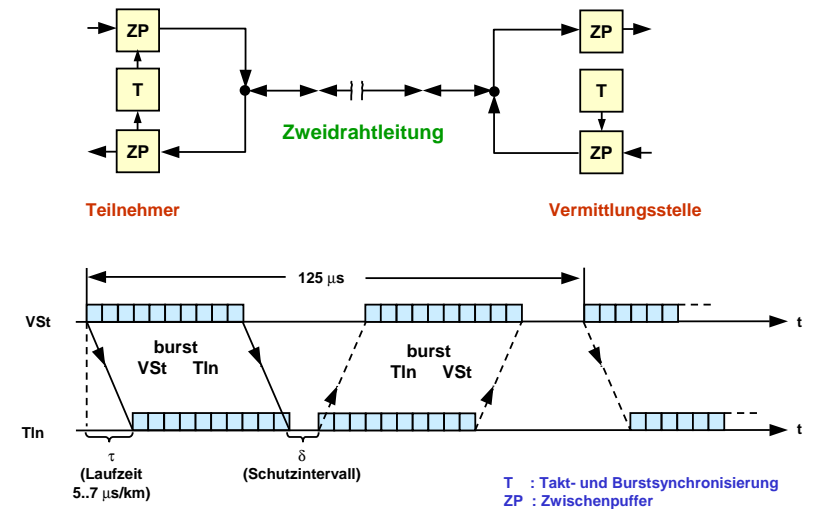 ZP
ZP
T
T
ZP
ZP
Zweidrahtleitung
Teilnehmer
Vermittlungsstelle
125 μs
VSt
t
burst
VSt Tln
burst
Tln VSt
Tln
t
τ
(Laufzeit
5..7 μs/km)
δ
(Schutzintervall)
T : Takt- und Burstsynchronisierung
ZP : Zwischenpuffer